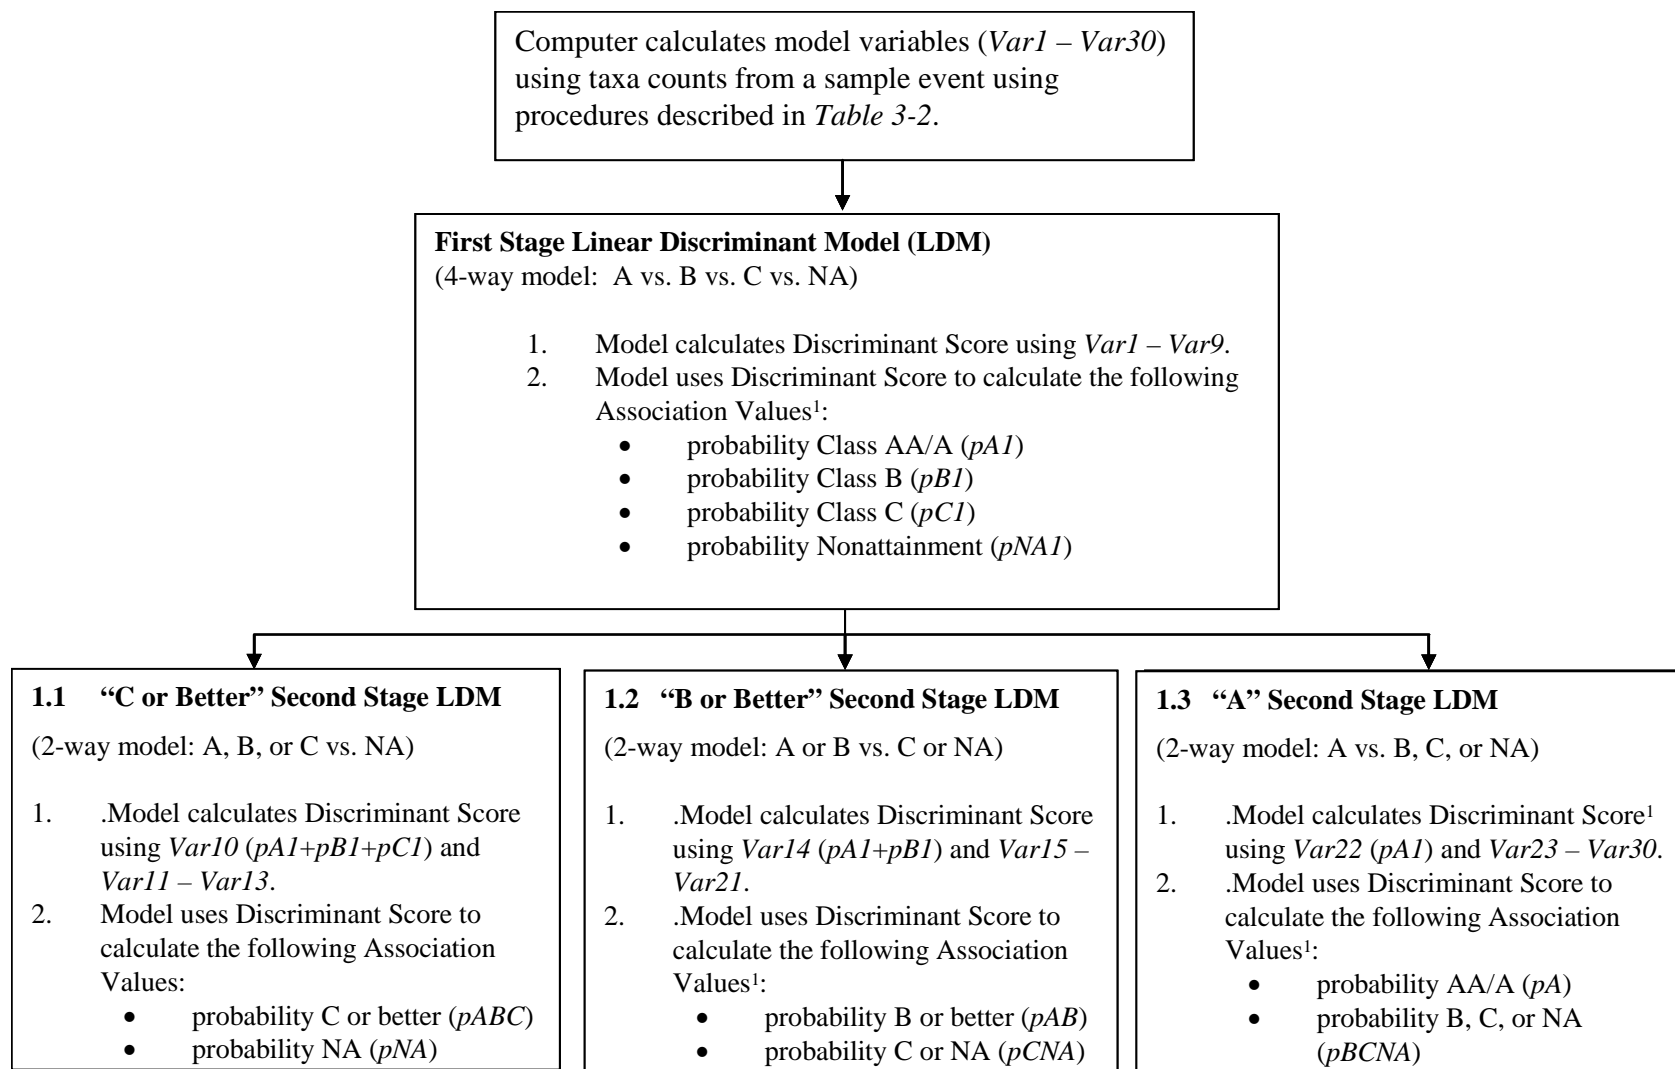 Computer calculates model variables (Var1 – Var30)
using taxa counts from a sample event using
procedures described in Table 3-2.
First Stage Linear Discriminant Model (LDM)
(4-way model:  A vs. B vs. C vs. NA)
1. Model calculates Discriminant Score using Var1 – Var9.
2. Model uses Discriminant Score to calculate the following
Association Values¹:
• probability Class AA/A (pA1)
• probability Class B (pB1)
• probability Class C (pC1)
• probability Nonattainment (pNA1)
1.1 “C or Better” Second Stage LDM
(2-way model: A, B, or C vs. NA)
1. .Model calculates Discriminant Score
using Var10 (pA1+pB1+pC1) and
Var11 – Var13.
2. Model uses Discriminant Score to
calculate the following Association
Values:
• probability C or better (pABC)
• probability NA (pNA)
1.2 “B or Better” Second Stage LDM
(2-way model: A or B vs. C or NA)
1. .Model calculates Discriminant Score
using Var14 (pA1+pB1) and Var15 –
Var21.
2. .Model uses Discriminant Score to
calculate the following Association
Values¹:
• probability B or better (pAB)
• probability C or NA (pCNA)
1.3 “A” Second Stage LDM
(2-way model: A vs. B, C, or NA)
1. .Model calculates Discriminant Score¹
using Var22 (pA1) and Var23 – Var30.
2. .Model uses Discriminant Score to
calculate the following Association
Values¹:
• probability AA/A (pA)
• probability B, C, or NA
(pBCNA)